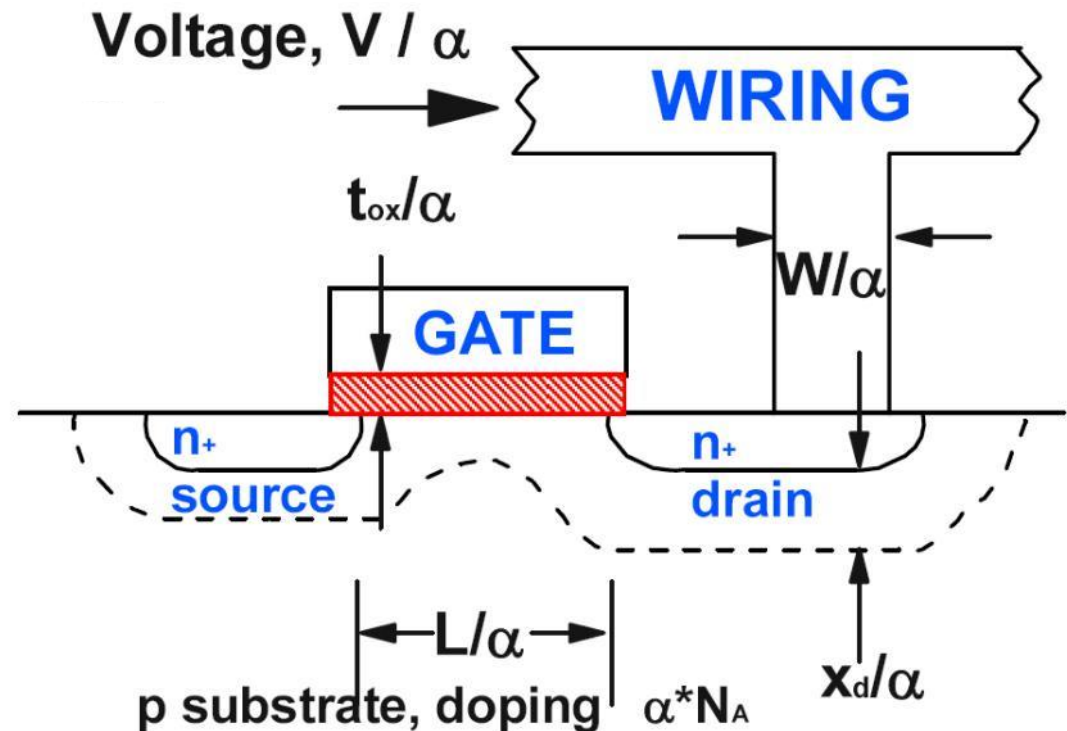 Voltage, V / α
WIRING
tox/α
W/α
GATE
n+
source
n+
drain
L/α
xd/α
p substrate, doping α*NA